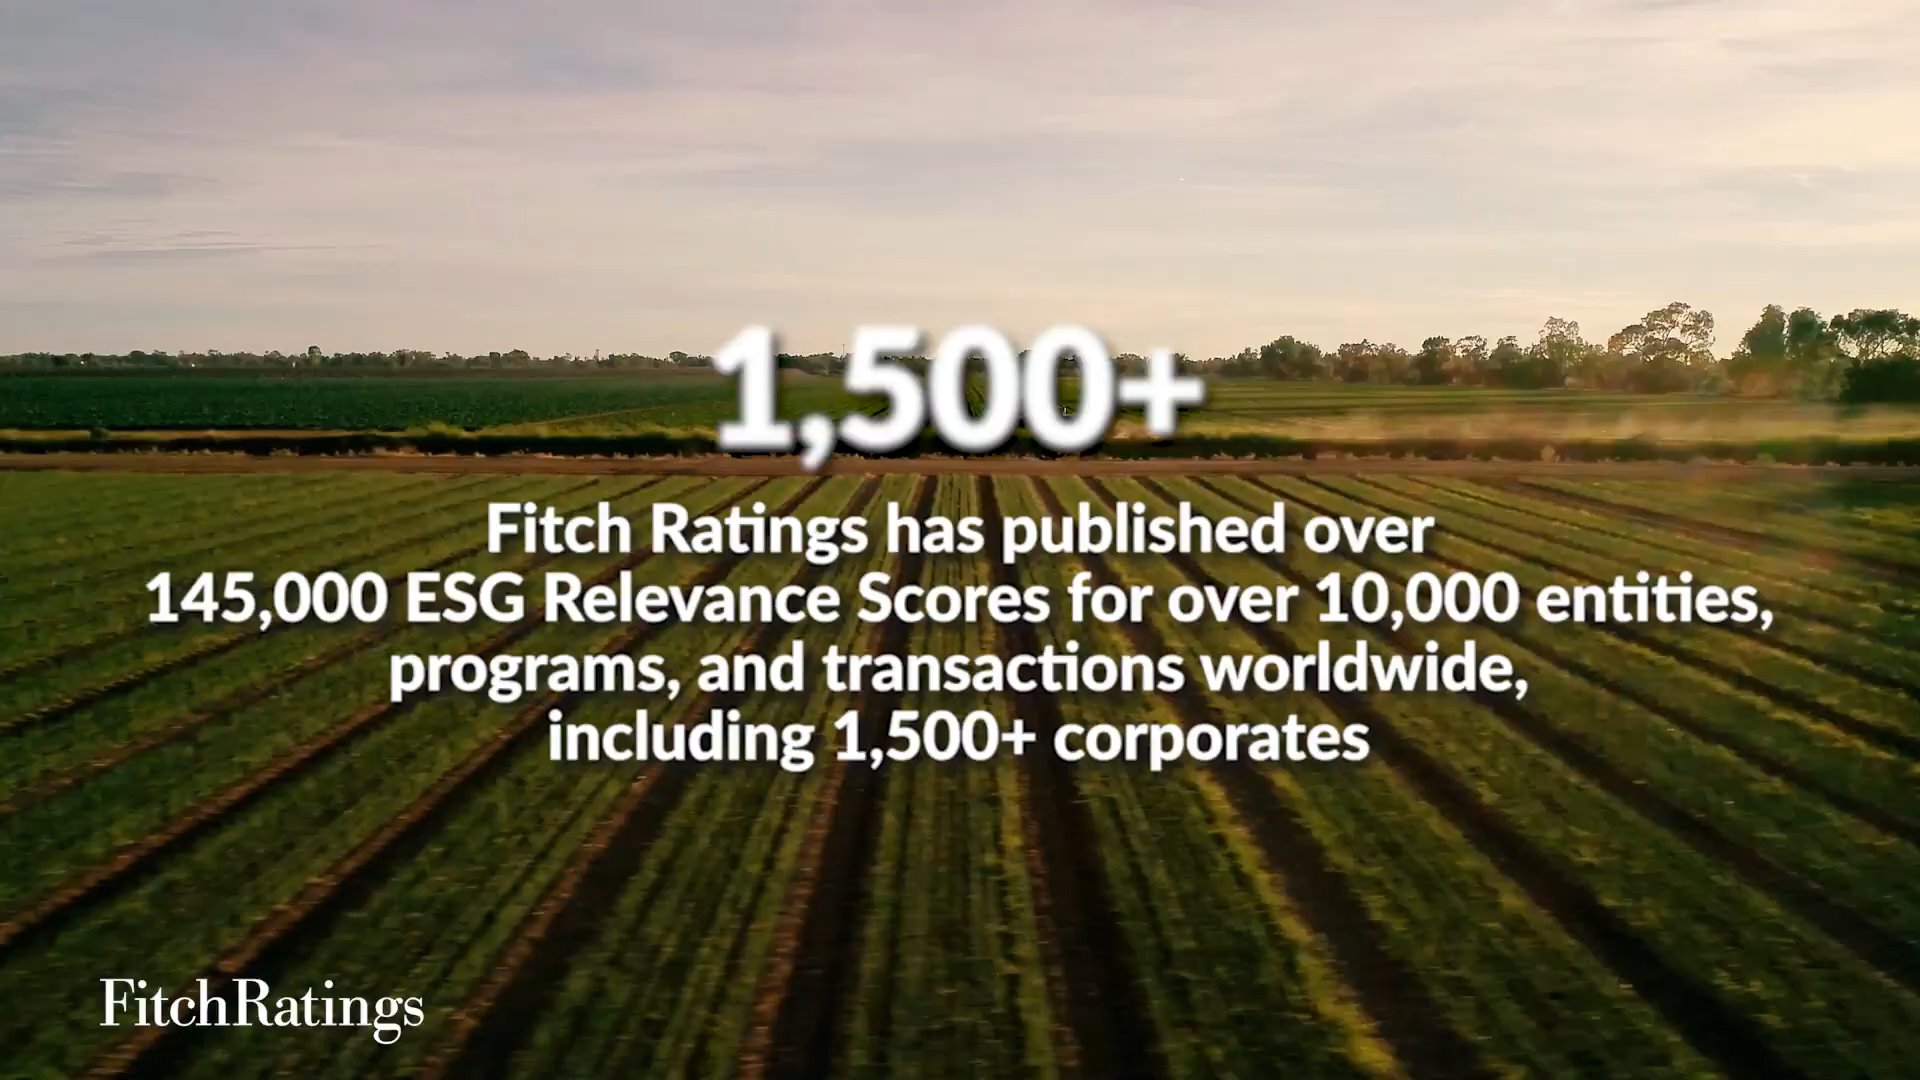 1,500+
Fitch Ratings has published over
145,000 ESG Relevance Scores for over 10,000 entities,
programs, and transactions worldwide,
including 1,500+ corporates
FitchRatings